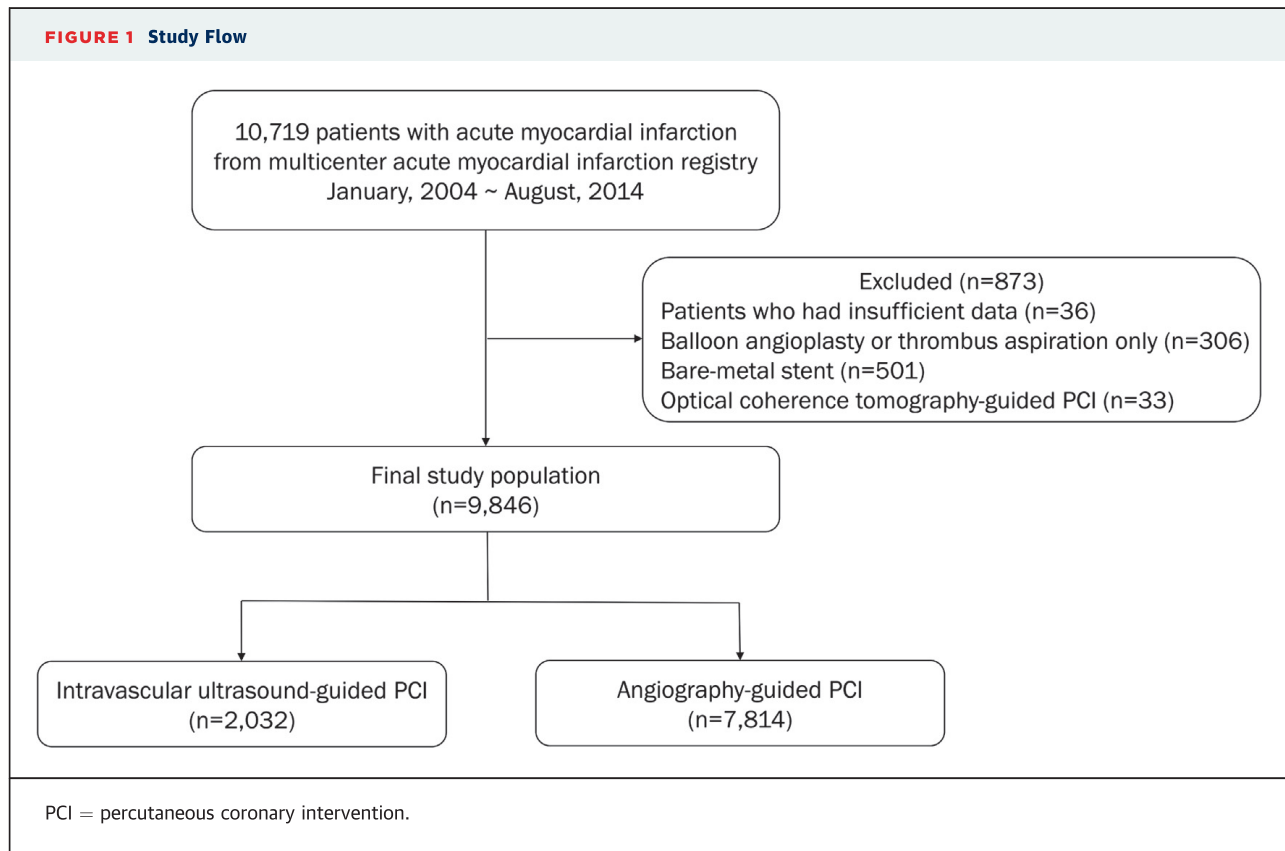 FIGURE 1 Study Flow
10,719 patients with acute myocardial infarction
from multicenter acute myocardial infarction registry
January, 2004 ~ August, 2014
Excluded (n=873)
Patients who had insufficient data (n=36)
Balloon angioplasty or thrombus aspiration only (n=306)
Bare-metal stent (n=501)
Optical coherence tomography-guided PCI (n=33)
Final study population
(n=9,846)
Intravascular ultrasound-guided PCI
(n=2,032)
Angiography-guided PCI
(n=7,814)
PCI = percutaneous coronary intervention.